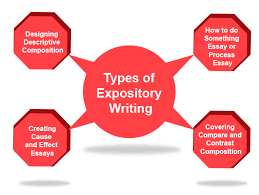 Designing
Descriptive
Composition
How to do
Something
Essay or
Process
Essay
Types of
Expository
Writing
Creating
Cause
and Effect
Essays
Covering
Compare and
Contrast
Composition